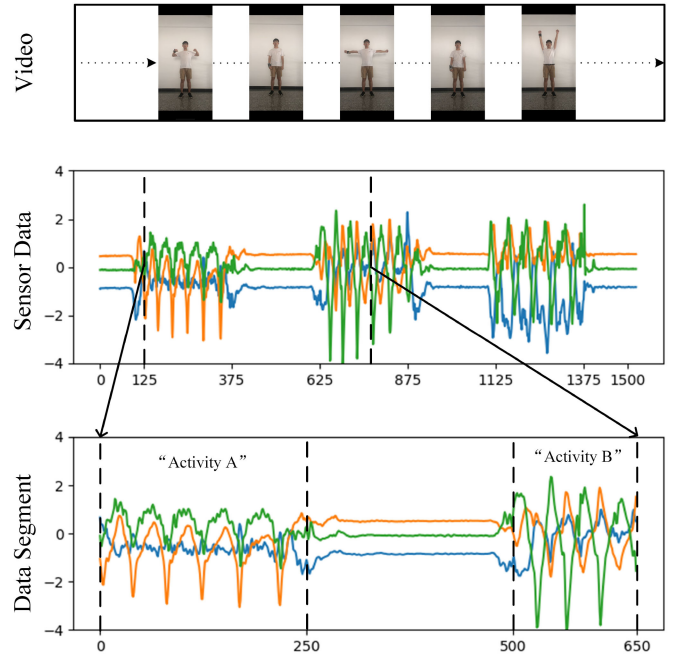 Video
Sensor Data
4
2
0
−2
−4
0 125 375 625 875 1125 1375 1500
Data Segment
4
2
0
−2
−4
“Activity A”
“Activity B”
0 250 500 650